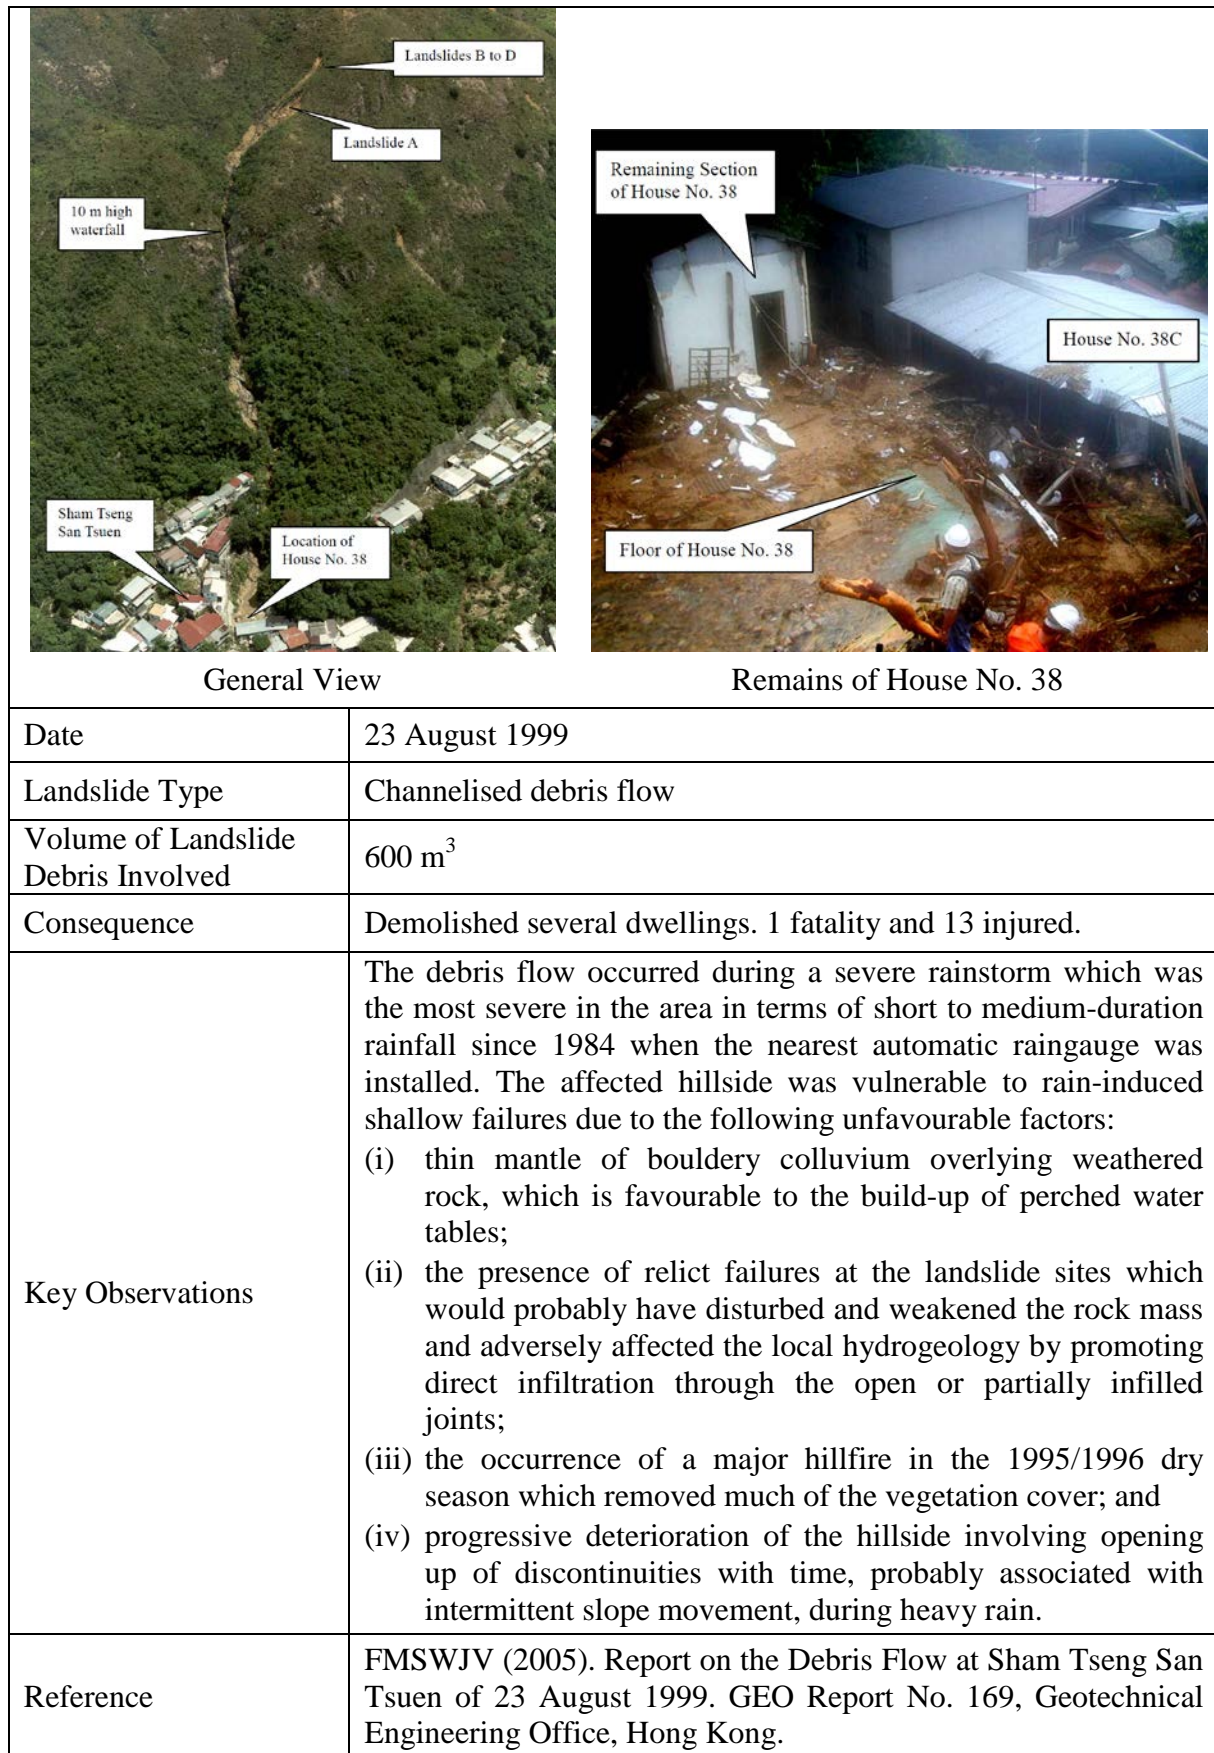 Landslides B to D
Landslide A
10 m high
waterfall
Sham Tseng
San Tsuen
Location of
House No. 38
Remaining Section
of House No. 38
House No. 38C
Floor of House No. 38
General View
Remains of House No. 38
Date
23 August 1999
Landslide Type
Channelised debris flow
Volume of Landslide
Debris Involved
600 m³
Consequence
Demolished several dwellings. 1 fatality and 13 injured.
Key Observations
The debris flow occurred during a severe rainstorm which was
the most severe in the area in terms of short to medium-duration
rainfall since 1984 when the nearest automatic raingauge was
installed. The affected hillside was vulnerable to rain-induced
shallow failures due to the following unfavourable factors:
(i) thin mantle of bouldery colluvium overlying weathered
rock, which is favourable to the build-up of perched water
tables;
(ii) the presence of relict failures at the landslide sites which
would probably have disturbed and weakened the rock mass
and adversely affected the local hydrogeology by promoting
direct infiltration through the open or partially infilled
joints;
(iii) the occurrence of a major hillfire in the 1995/1996 dry
season which removed much of the vegetation cover; and
(iv) progressive deterioration of the hillside involving opening
up of discontinuities with time, probably associated with
intermittent slope movement, during heavy rain.
Reference
FMSWJV (2005). Report on the Debris Flow at Sham Tseng San
Tsuen of 23 August 1999. GEO Report No. 169, Geotechnical
Engineering Office, Hong Kong.